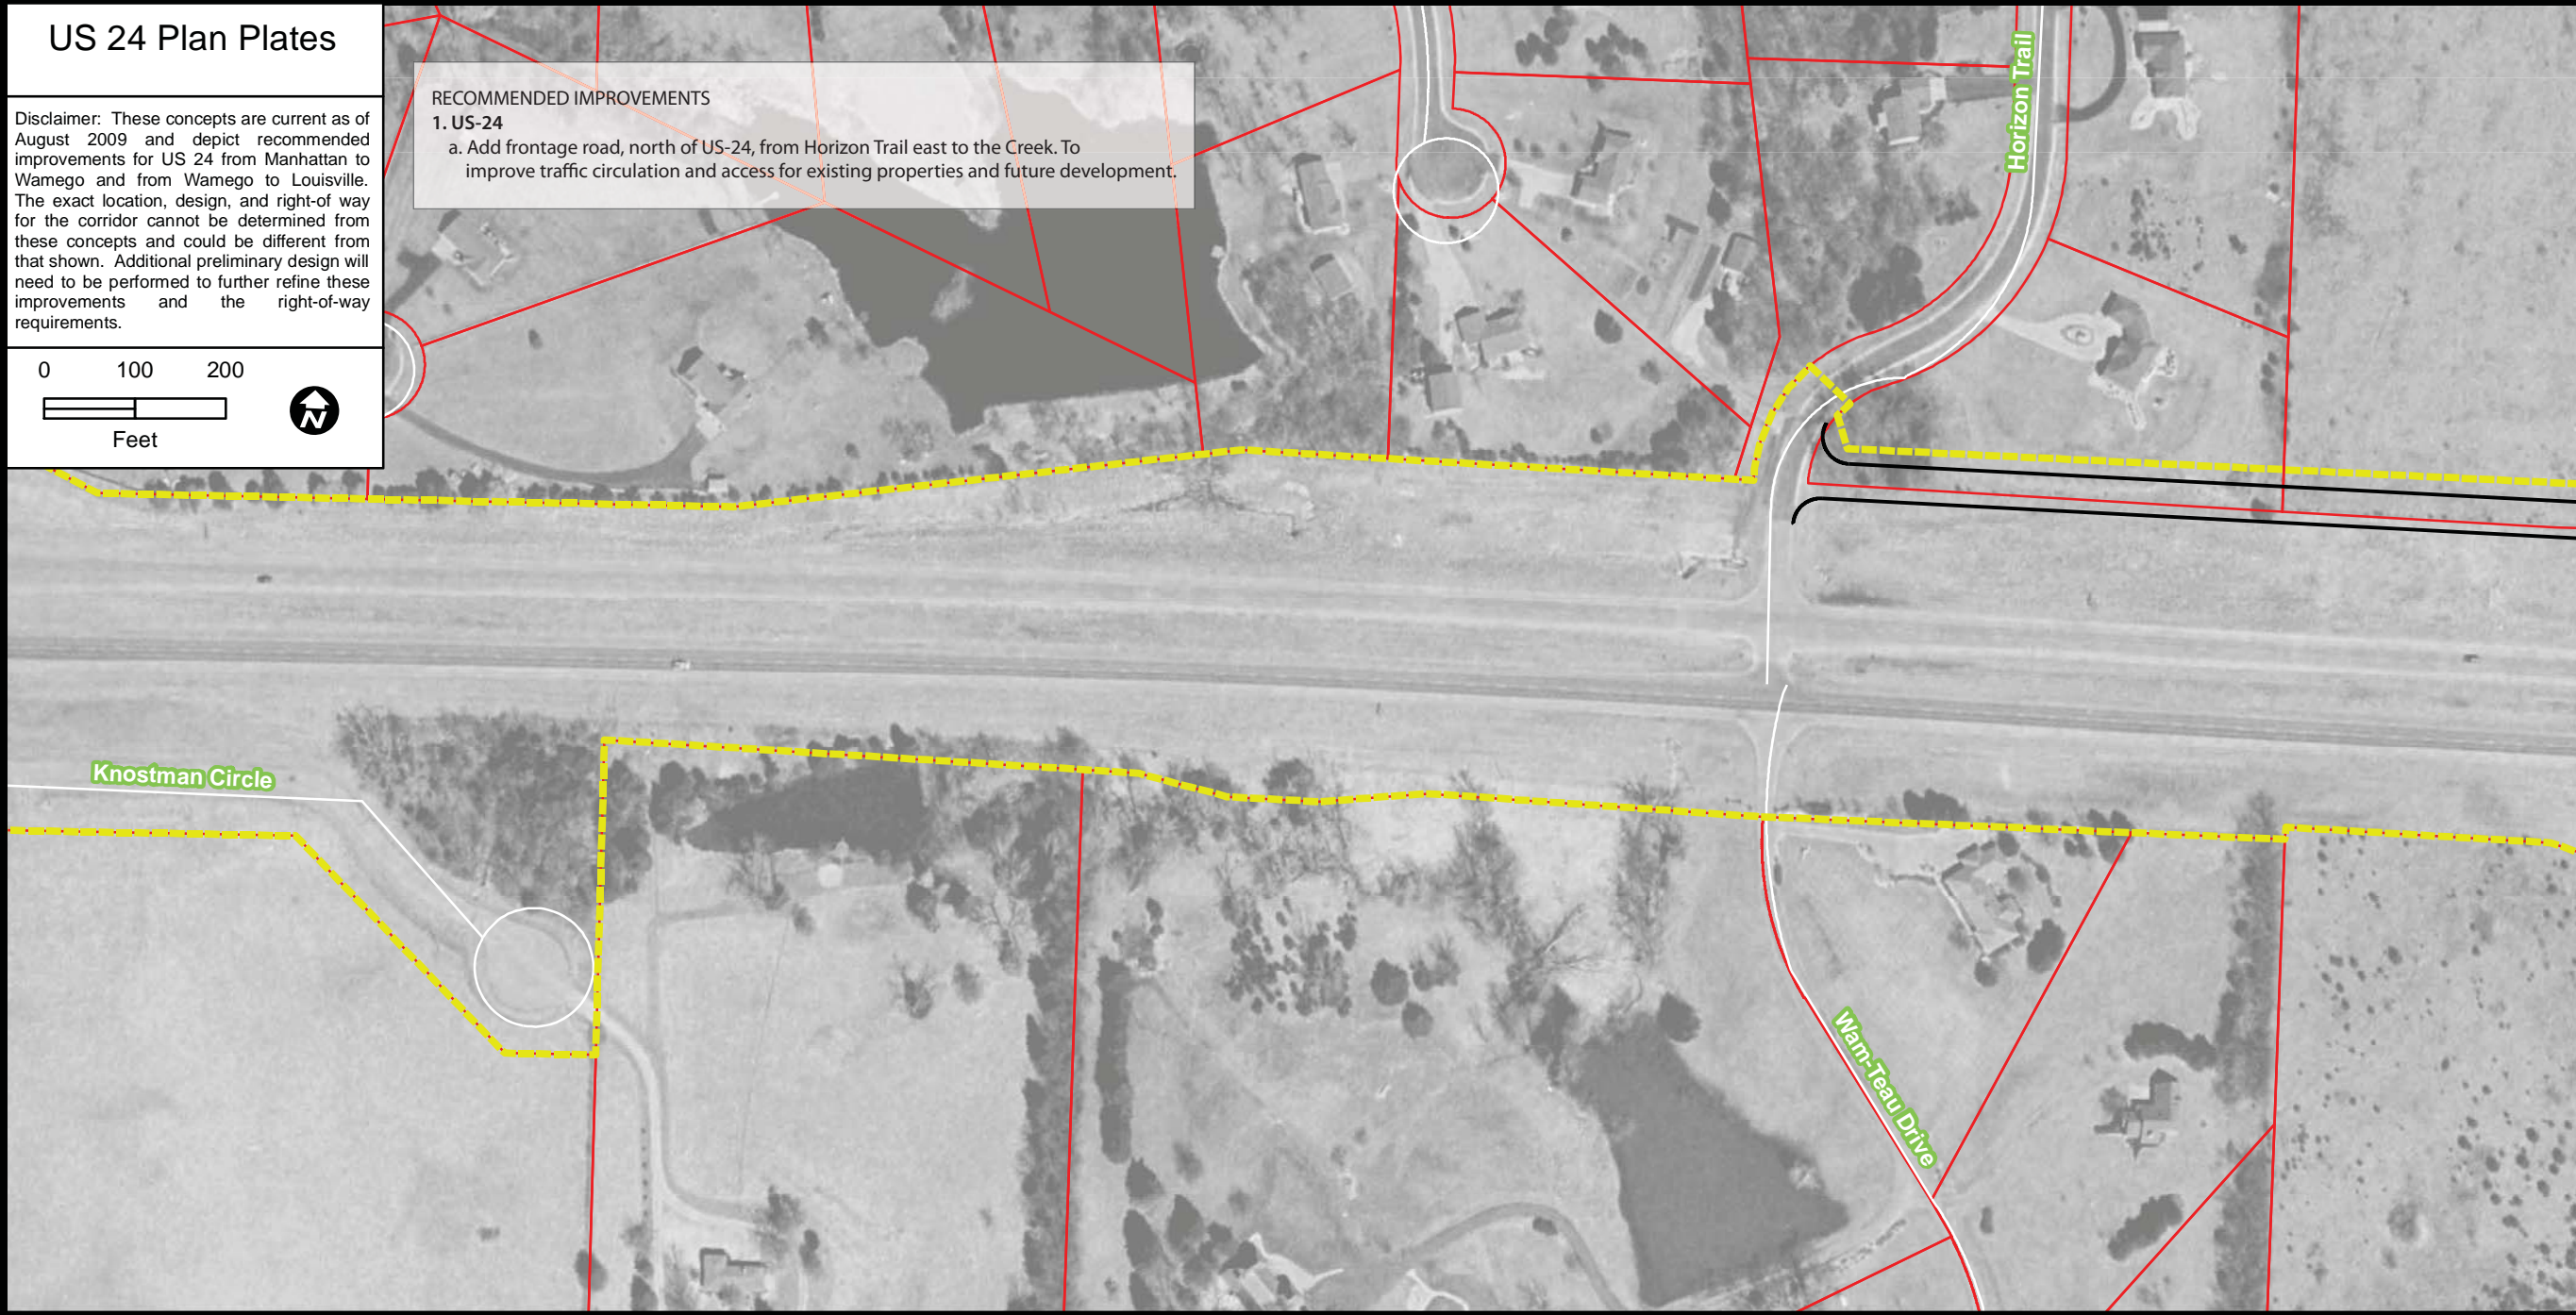 US 24 Plan Plates
Disclaimer: These concepts are current as of
August 2009 and depict recommended
improvements for US 24 from Manhattan to
Wamego and from Wamego to Louisville.
The exact location, design, and right-of way
for the corridor cannot be determined from
these concepts and could be different from
that shown. Additional preliminary design will
need to be performed to further refine these
improvements and the right-of-way
requirements.
0 100 200
Feet
N
RECOMMENDED IMPROVEMENTS
1. US-24
a. Add frontage road, north of US-24, from Horizon Trail east to the Creek. To
improve traffic circulation and access for existing properties and future development.
Horizon Trail
Knostman Circle
Wam-Teau Drive